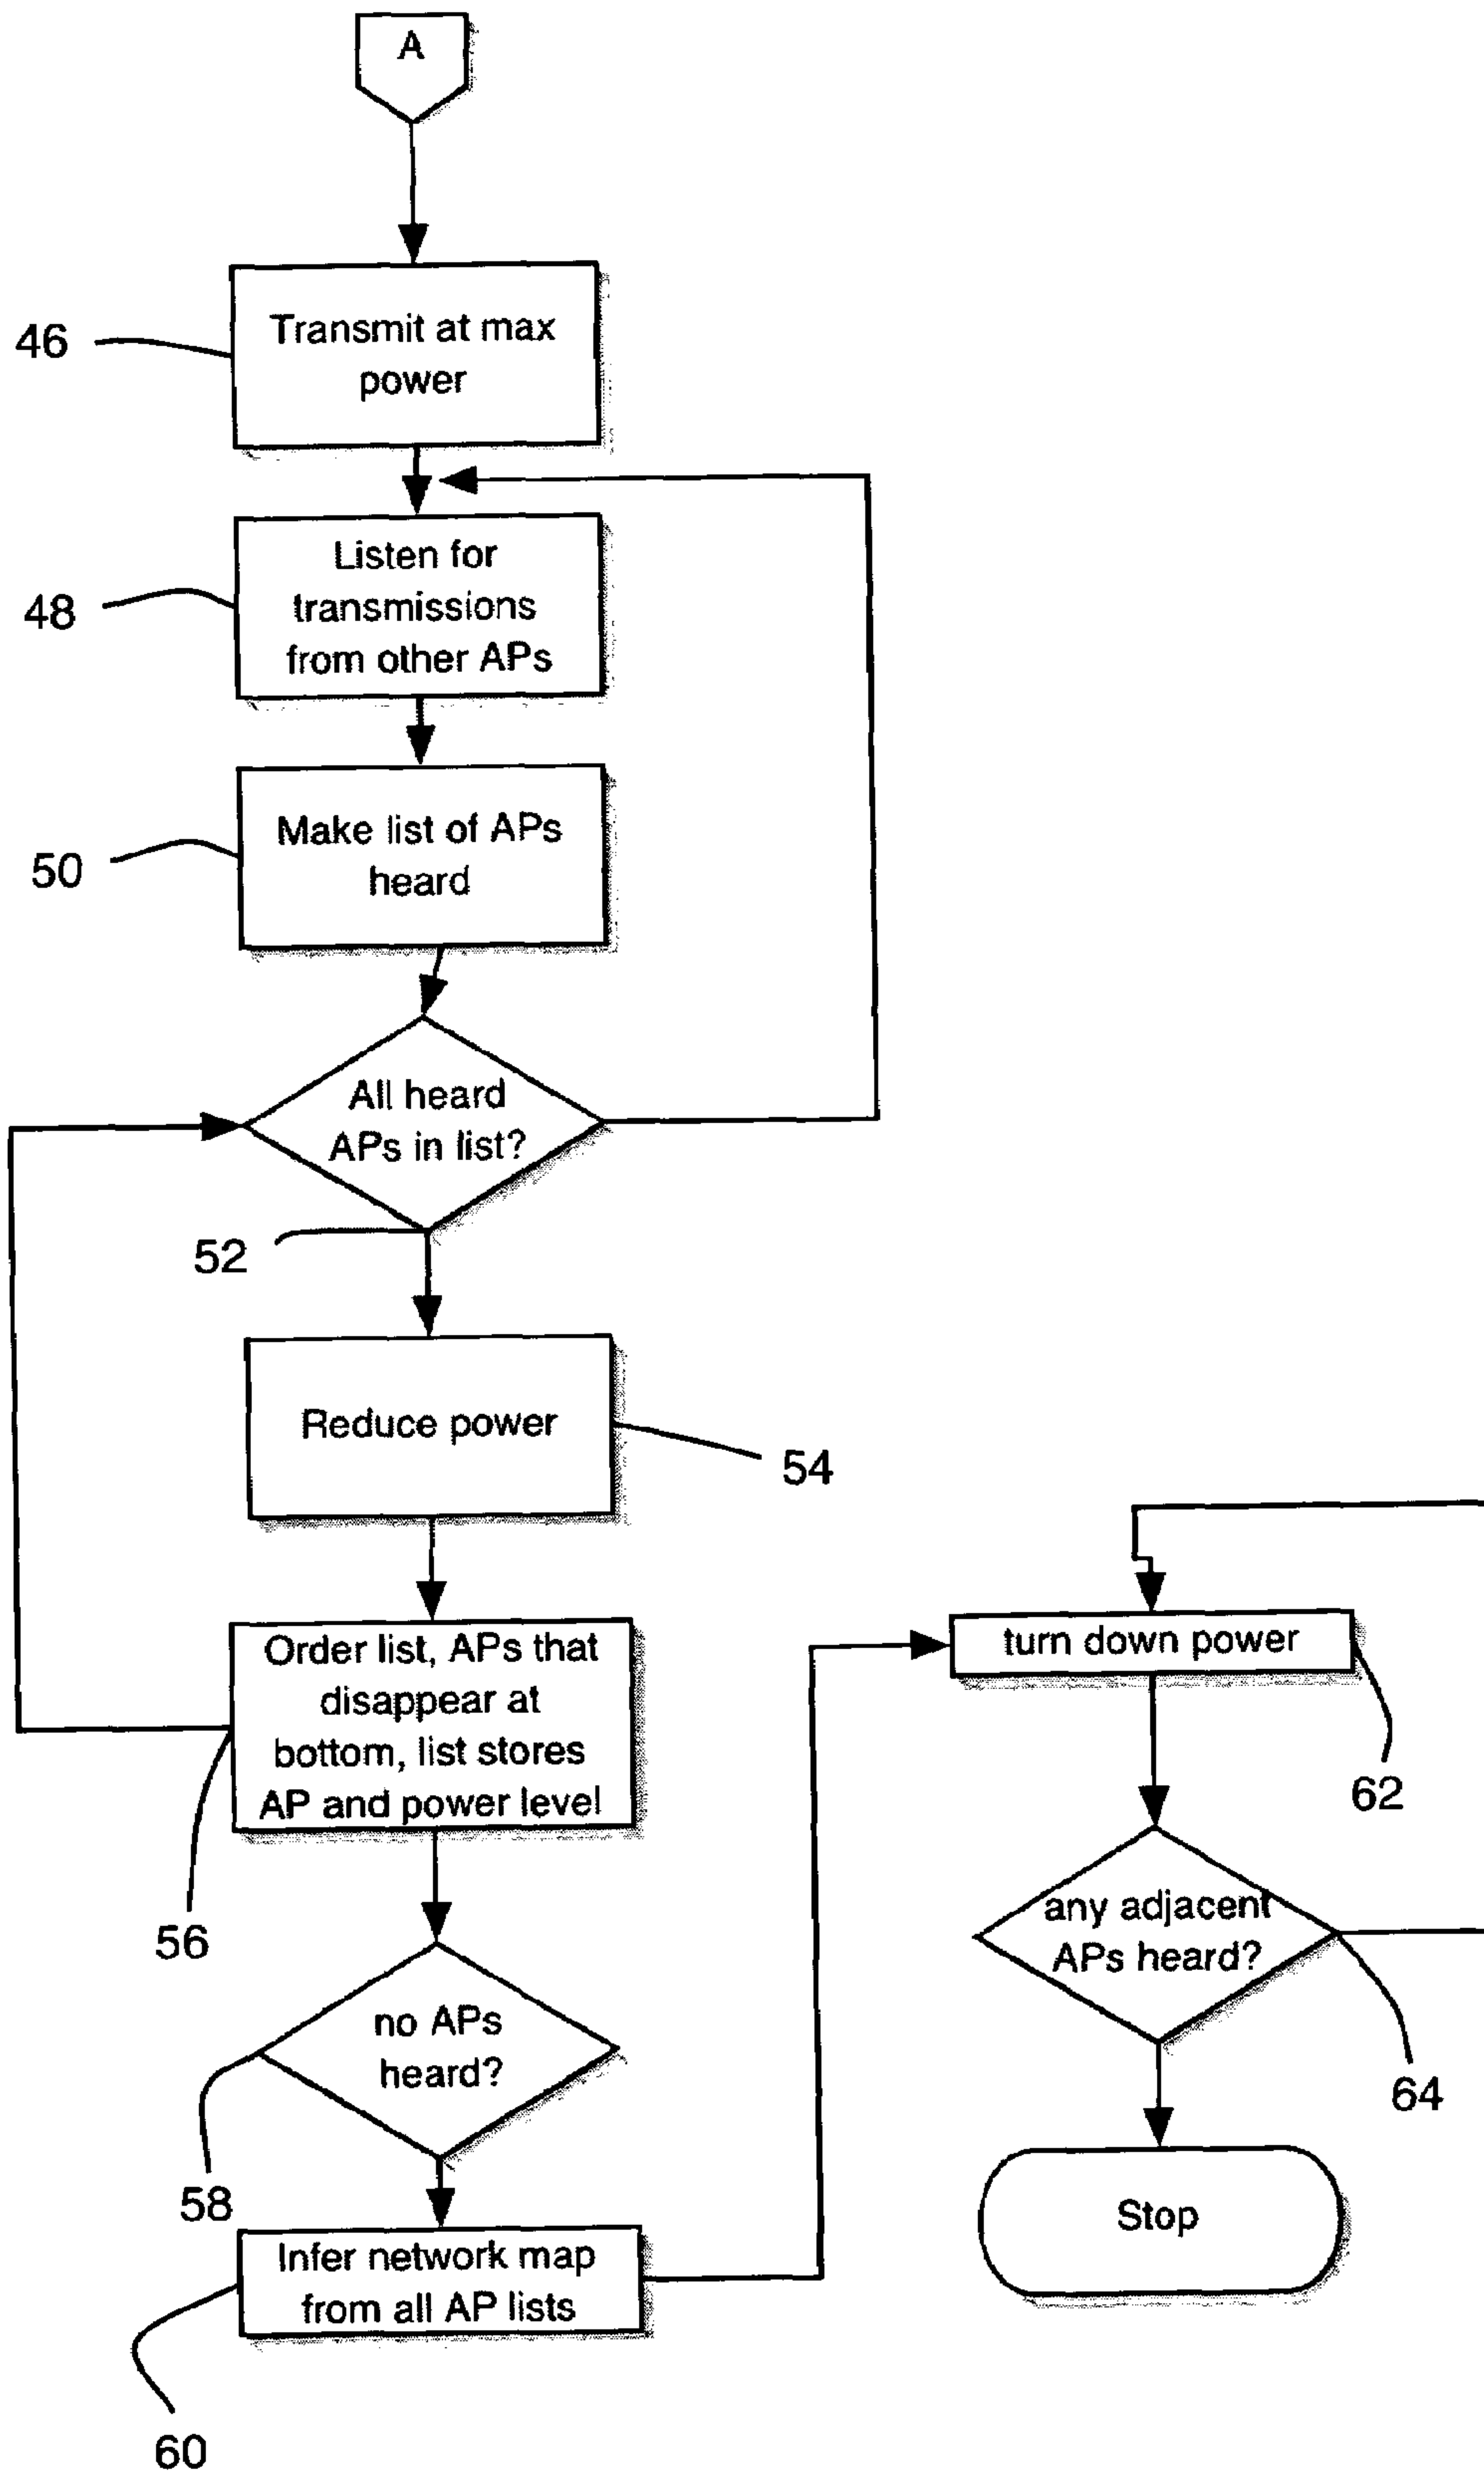 A
46
Transmit at max
power
48
Listen for
transmissions
from other APs
50
Make list of APs
heard
All heard
APs in list?
52
Reduce power
54
Order list, APs that
disappear at
bottom, list stores
AP and power level
56
no APs
heard?
58
Infer network map
from all AP lists
60
turn down power
62
any adjacent
APs heard?
64
Stop